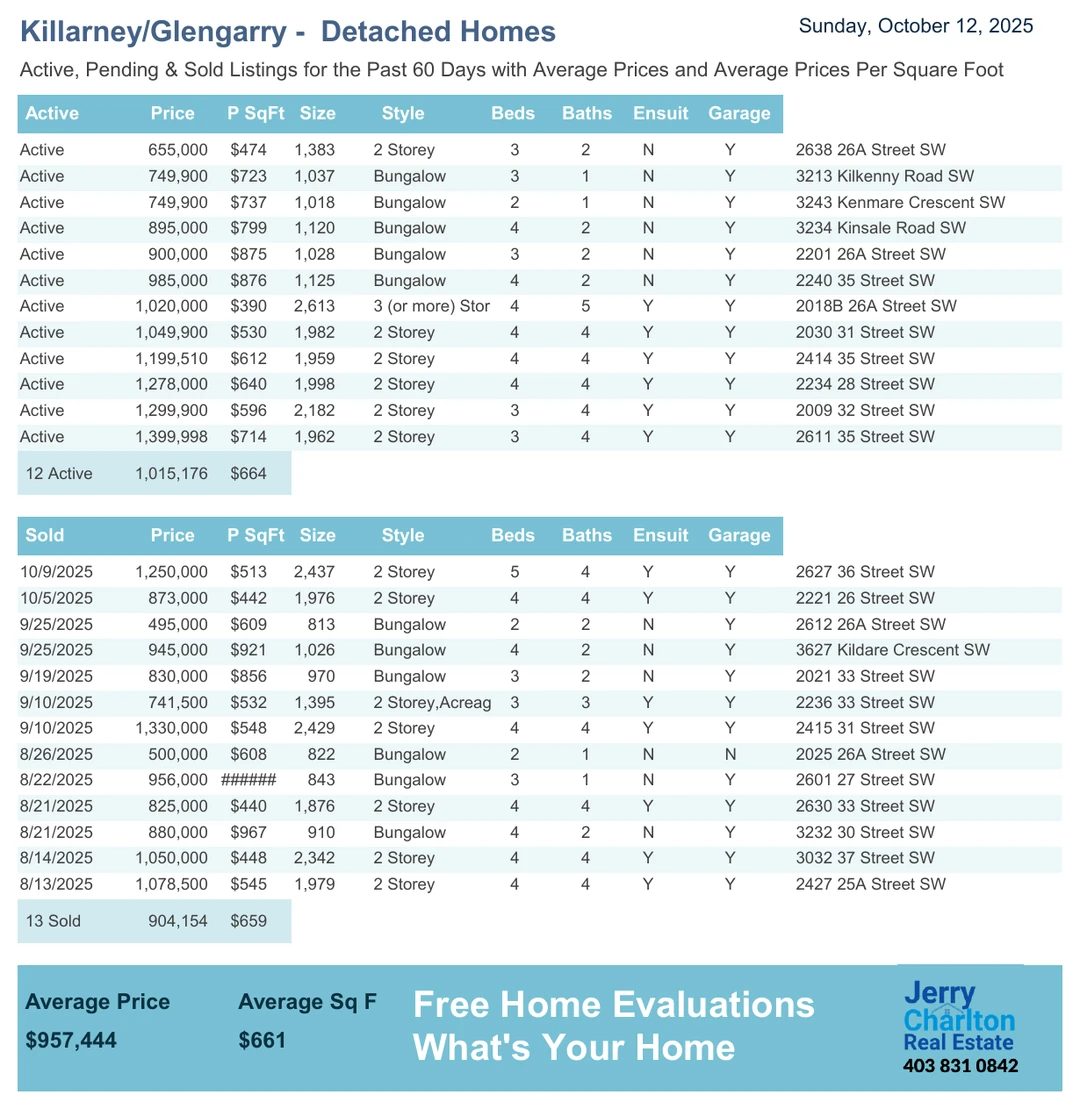 Killarney/Glengarry -  Detached Homes
Sunday, October 12, 2025
Active, Pending & Sold Listings for the Past 60 Days with Average Prices and Average Prices Per Square Foot
Active Price P SqFt Size Style Beds Baths Ensuit Garage
Active 655,000 $474 1,383 2 Storey 3 2 N Y 2638 26A Street SW
Active 749,900 $723 1,037 Bungalow 3 1 N Y 3213 Kilkenny Road SW
Active 749,900 $737 1,018 Bungalow 2 1 N Y 3243 Kenmare Crescent SW
Active 895,000 $799 1,120 Bungalow 4 2 N Y 3234 Kinsale Road SW
Active 900,000 $875 1,028 Bungalow 3 2 N Y 2201 26A Street SW
Active 985,000 $876 1,125 Bungalow 4 2 N Y 2240 35 Street SW
Active 1,020,000 $390 2,613 3 (or more) Stor 4 5 Y Y 2018B 26A Street SW
Active 1,049,900 $530 1,982 2 Storey 4 4 Y Y 2030 31 Street SW
Active 1,199,510 $612 1,959 2 Storey 4 4 Y Y 2414 35 Street SW
Active 1,278,000 $640 1,998 2 Storey 4 4 Y Y 2234 28 Street SW
Active 1,299,900 $596 2,182 2 Storey 3 4 Y Y 2009 32 Street SW
Active 1,399,998 $714 1,962 2 Storey 3 4 Y Y 2611 35 Street SW
12 Active 1,015,176 $664
Sold Price P SqFt Size Style Beds Baths Ensuit Garage
10/9/2025 1,250,000 $513 2,437 2 Storey 5 4 Y Y 2627 36 Street SW
10/5/2025 873,000 $442 1,976 2 Storey 4 4 Y Y 2221 26 Street SW
9/25/2025 495,000 $609 813 Bungalow 2 2 N Y 2612 26A Street SW
9/25/2025 945,000 $921 1,026 Bungalow 4 2 N Y 3627 Kildare Crescent SW
9/19/2025 830,000 $856 970 Bungalow 3 2 N Y 2021 33 Street SW
9/10/2025 741,500 $532 1,395 2 Storey,Acreag 3 3 Y Y 2236 33 Street SW
9/10/2025 1,330,000 $548 2,429 2 Storey 4 4 Y Y 2415 31 Street SW
8/26/2025 500,000 $608 822 Bungalow 2 1 N N 2025 26A Street SW
8/22/2025 956,000 ###### 843 Bungalow 3 1 N Y 2601 27 Street SW
8/21/2025 825,000 $440 1,876 2 Storey 4 4 Y Y 2630 33 Street SW
8/21/2025 880,000 $967 910 Bungalow 4 2 N Y 3232 30 Street SW
8/14/2025 1,050,000 $448 2,342 2 Storey 4 4 Y Y 3032 37 Street SW
8/13/2025 1,078,500 $545 1,979 2 Storey 4 4 Y Y 2427 25A Street SW
13 Sold 904,154 $659
Average Price Average Sq F
$957,444 $661
Free Home Evaluations
What's Your Home
Jerry
Charlton
Real Estate
403 831 0842